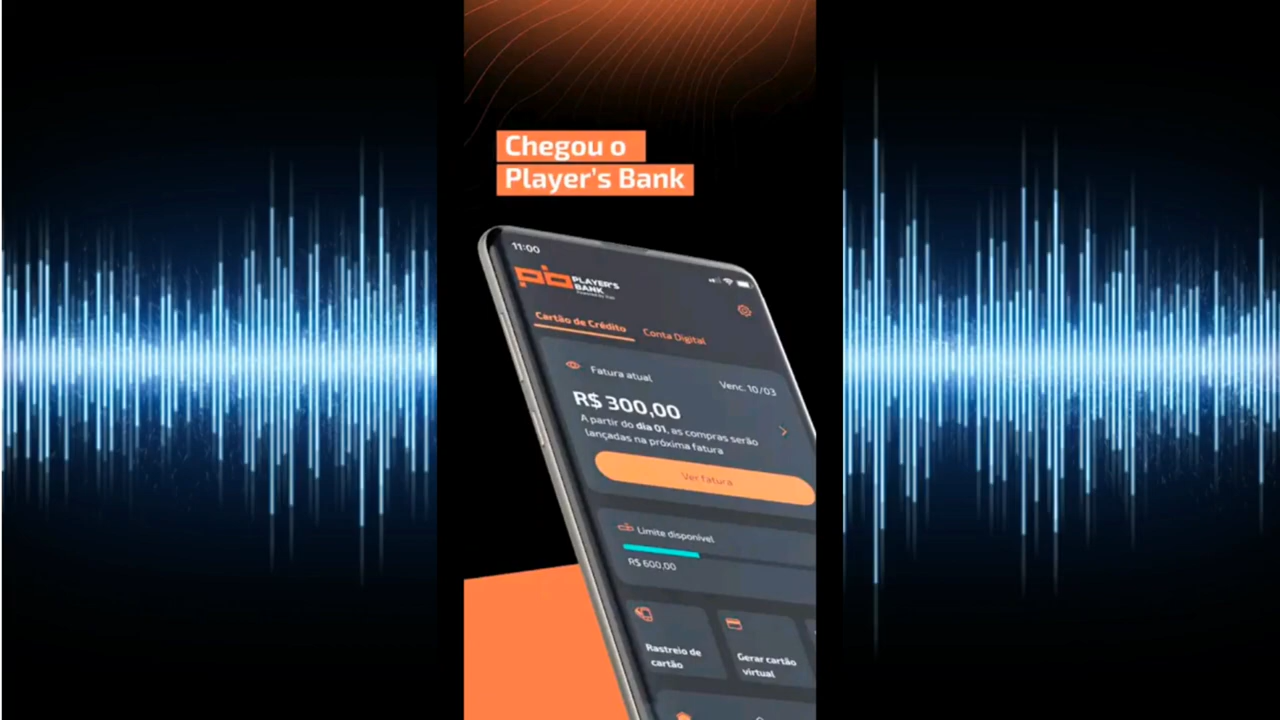 Chegou o
Player's Bank
11:00
PLAYER'S
BANK
Cartão de Crédito
Conta Digital
Fatura atual
Venc. 10/03
R$ 300,00
A partir do dia 01, as compras serão
lançadas na próxima fatura
Ver fatura
Limite disponível
R$ 600,00
Rastreio de
cartão
Gerar cartão
virtual